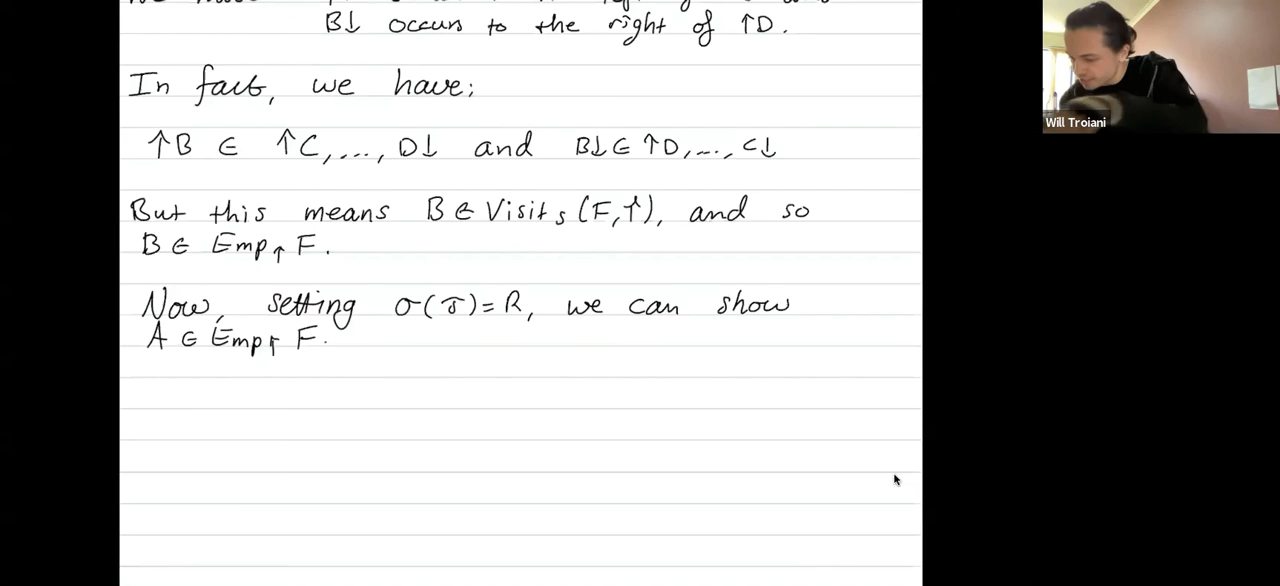 B↓ occurs to the right of ↑D.
In fact, we have;
↑B ∈ ↑C,...,D↓ and B↓ ∈ ↑D,...,C↓
But this means B ∈ Visits(F,↑), and so
B ∈ Emp↑ F.
Now, setting σ(τ)=R, we can show
A ∈ Emp↑ F.
Will Troiani